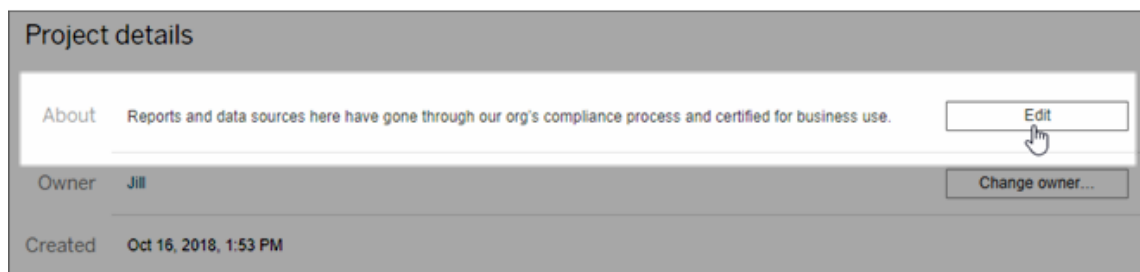 Project details
About Reports and data sources here have gone through our org's compliance process and certified for business use. Edit
Owner Jill Change owner...
Created Oct 16, 2018, 1:53 PM